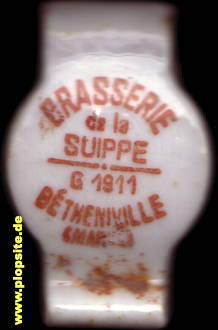 BRASSERIE
de la
SUIPPE
G 1911
BÉTHENIVILLE
(MARNE)
www.plopsite.de